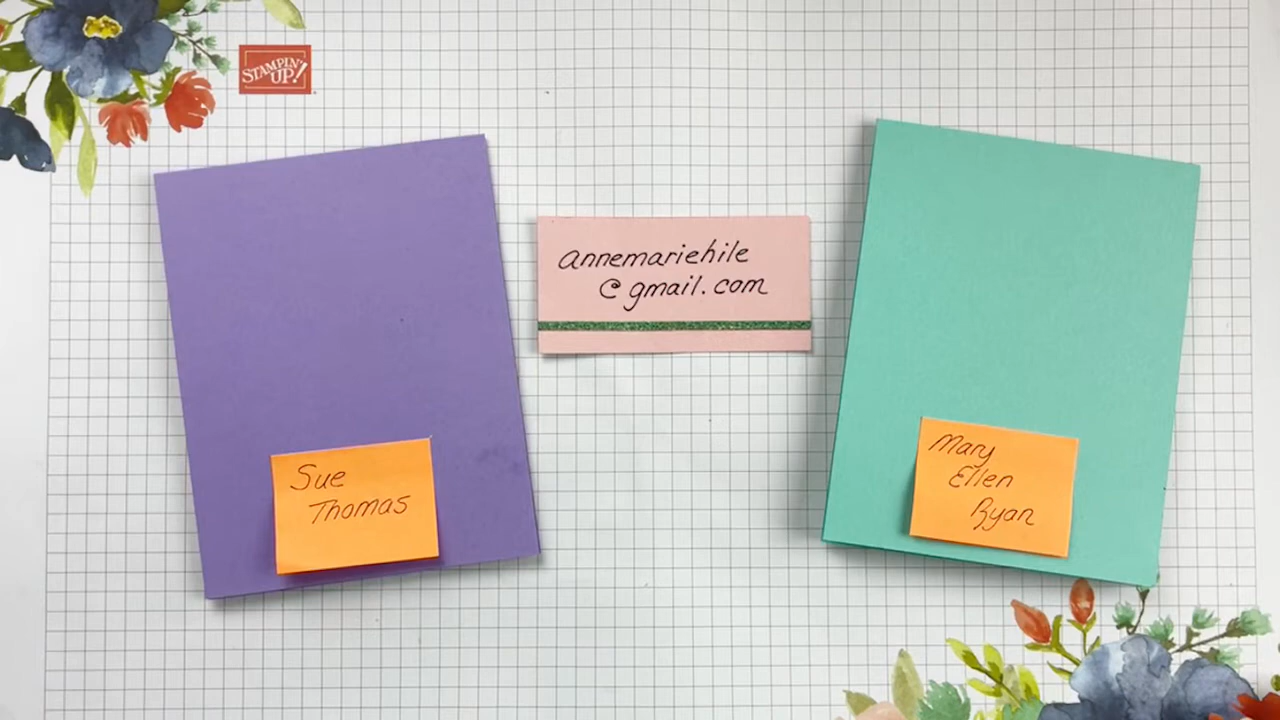 STAMPIN'
UP!
annemariehile
@gmail.com
Sue
Thomas
Mary
Ellen
Ryan